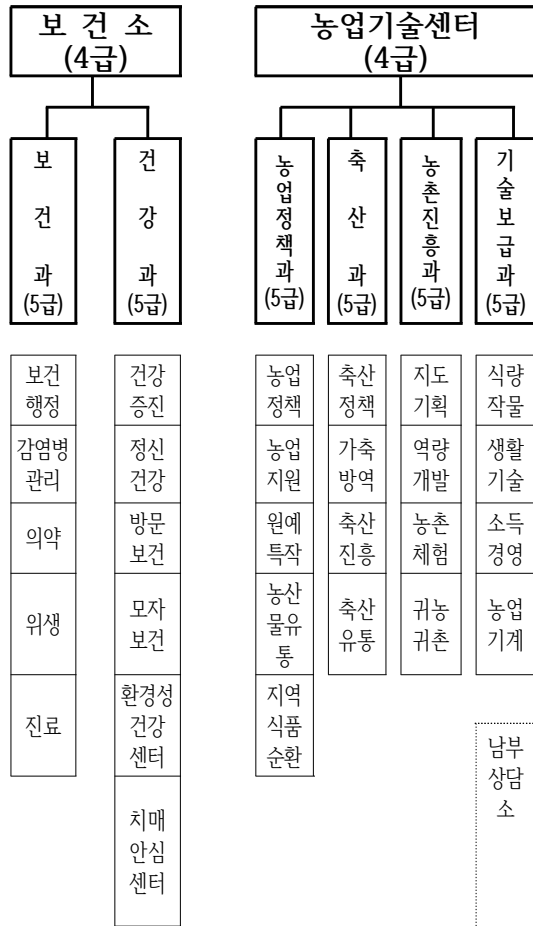 보 건 소
(4급)
농업기술센터
(4급)
보
건
과
(5급)
건
강
과
(5급)
농
업
정
책
과
(5급)
축
산
과
(5급)
농
촌
진
흥
과
(5급)
기
술
보
급
과
(5급)
보건
행정
감염병
관리
의약
위생
진료
건강
증진
정신
건강
방문
보건
모자
보건
환경성
건강
센터
치매
안심
센터
농업
정책
농업
지원
원예
특작
농산
물유
통
지역
식품
순환
축산
정책
가축
방역
축산
진흥
축산
유통
지도
기획
역량
개발
농촌
체험
귀농
귀촌
식량
작물
생활
기술
소득
경영
농업
기계
남부
상담
소